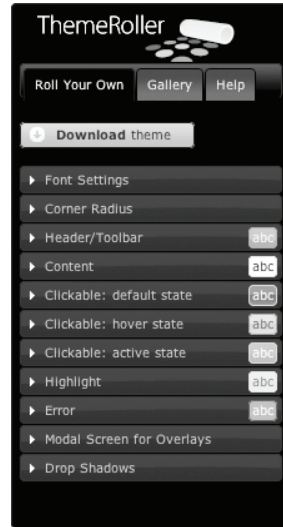 ThemeRoller
Roll Your Own Gallery Help
Download theme
Font Settings
Corner Radius
Header/Toolbar abc
Content abc
Clickable: default state abc
Clickable: hover state abc
Clickable: active state abc
Highlight abc
Error abc
Modal Screen for Overlays
Drop Shadows